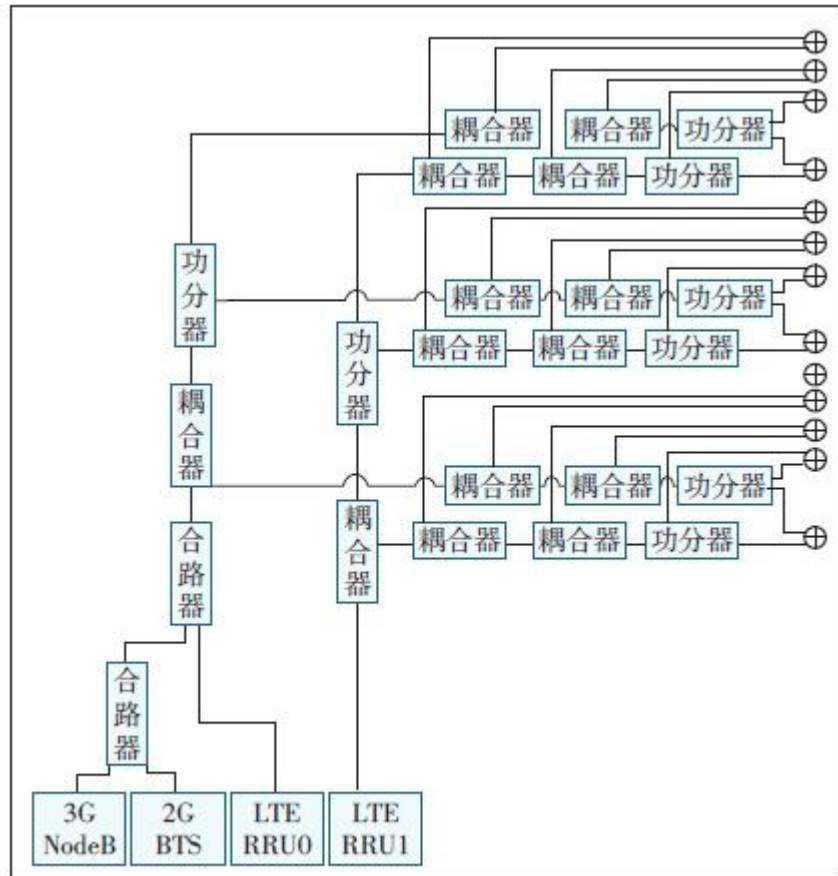 耦合器 耦合器 功分器
耦合器 耦合器 功分器
功分器
耦合器 耦合器 功分器
功分器
耦合器 耦合器 功分器
耦合器
耦合器 耦合器 功分器
耦合器
耦合器 耦合器 功分器
合路器
合路器
3G NodeB
2G BTS
LTE RRU0
LTE RRU1